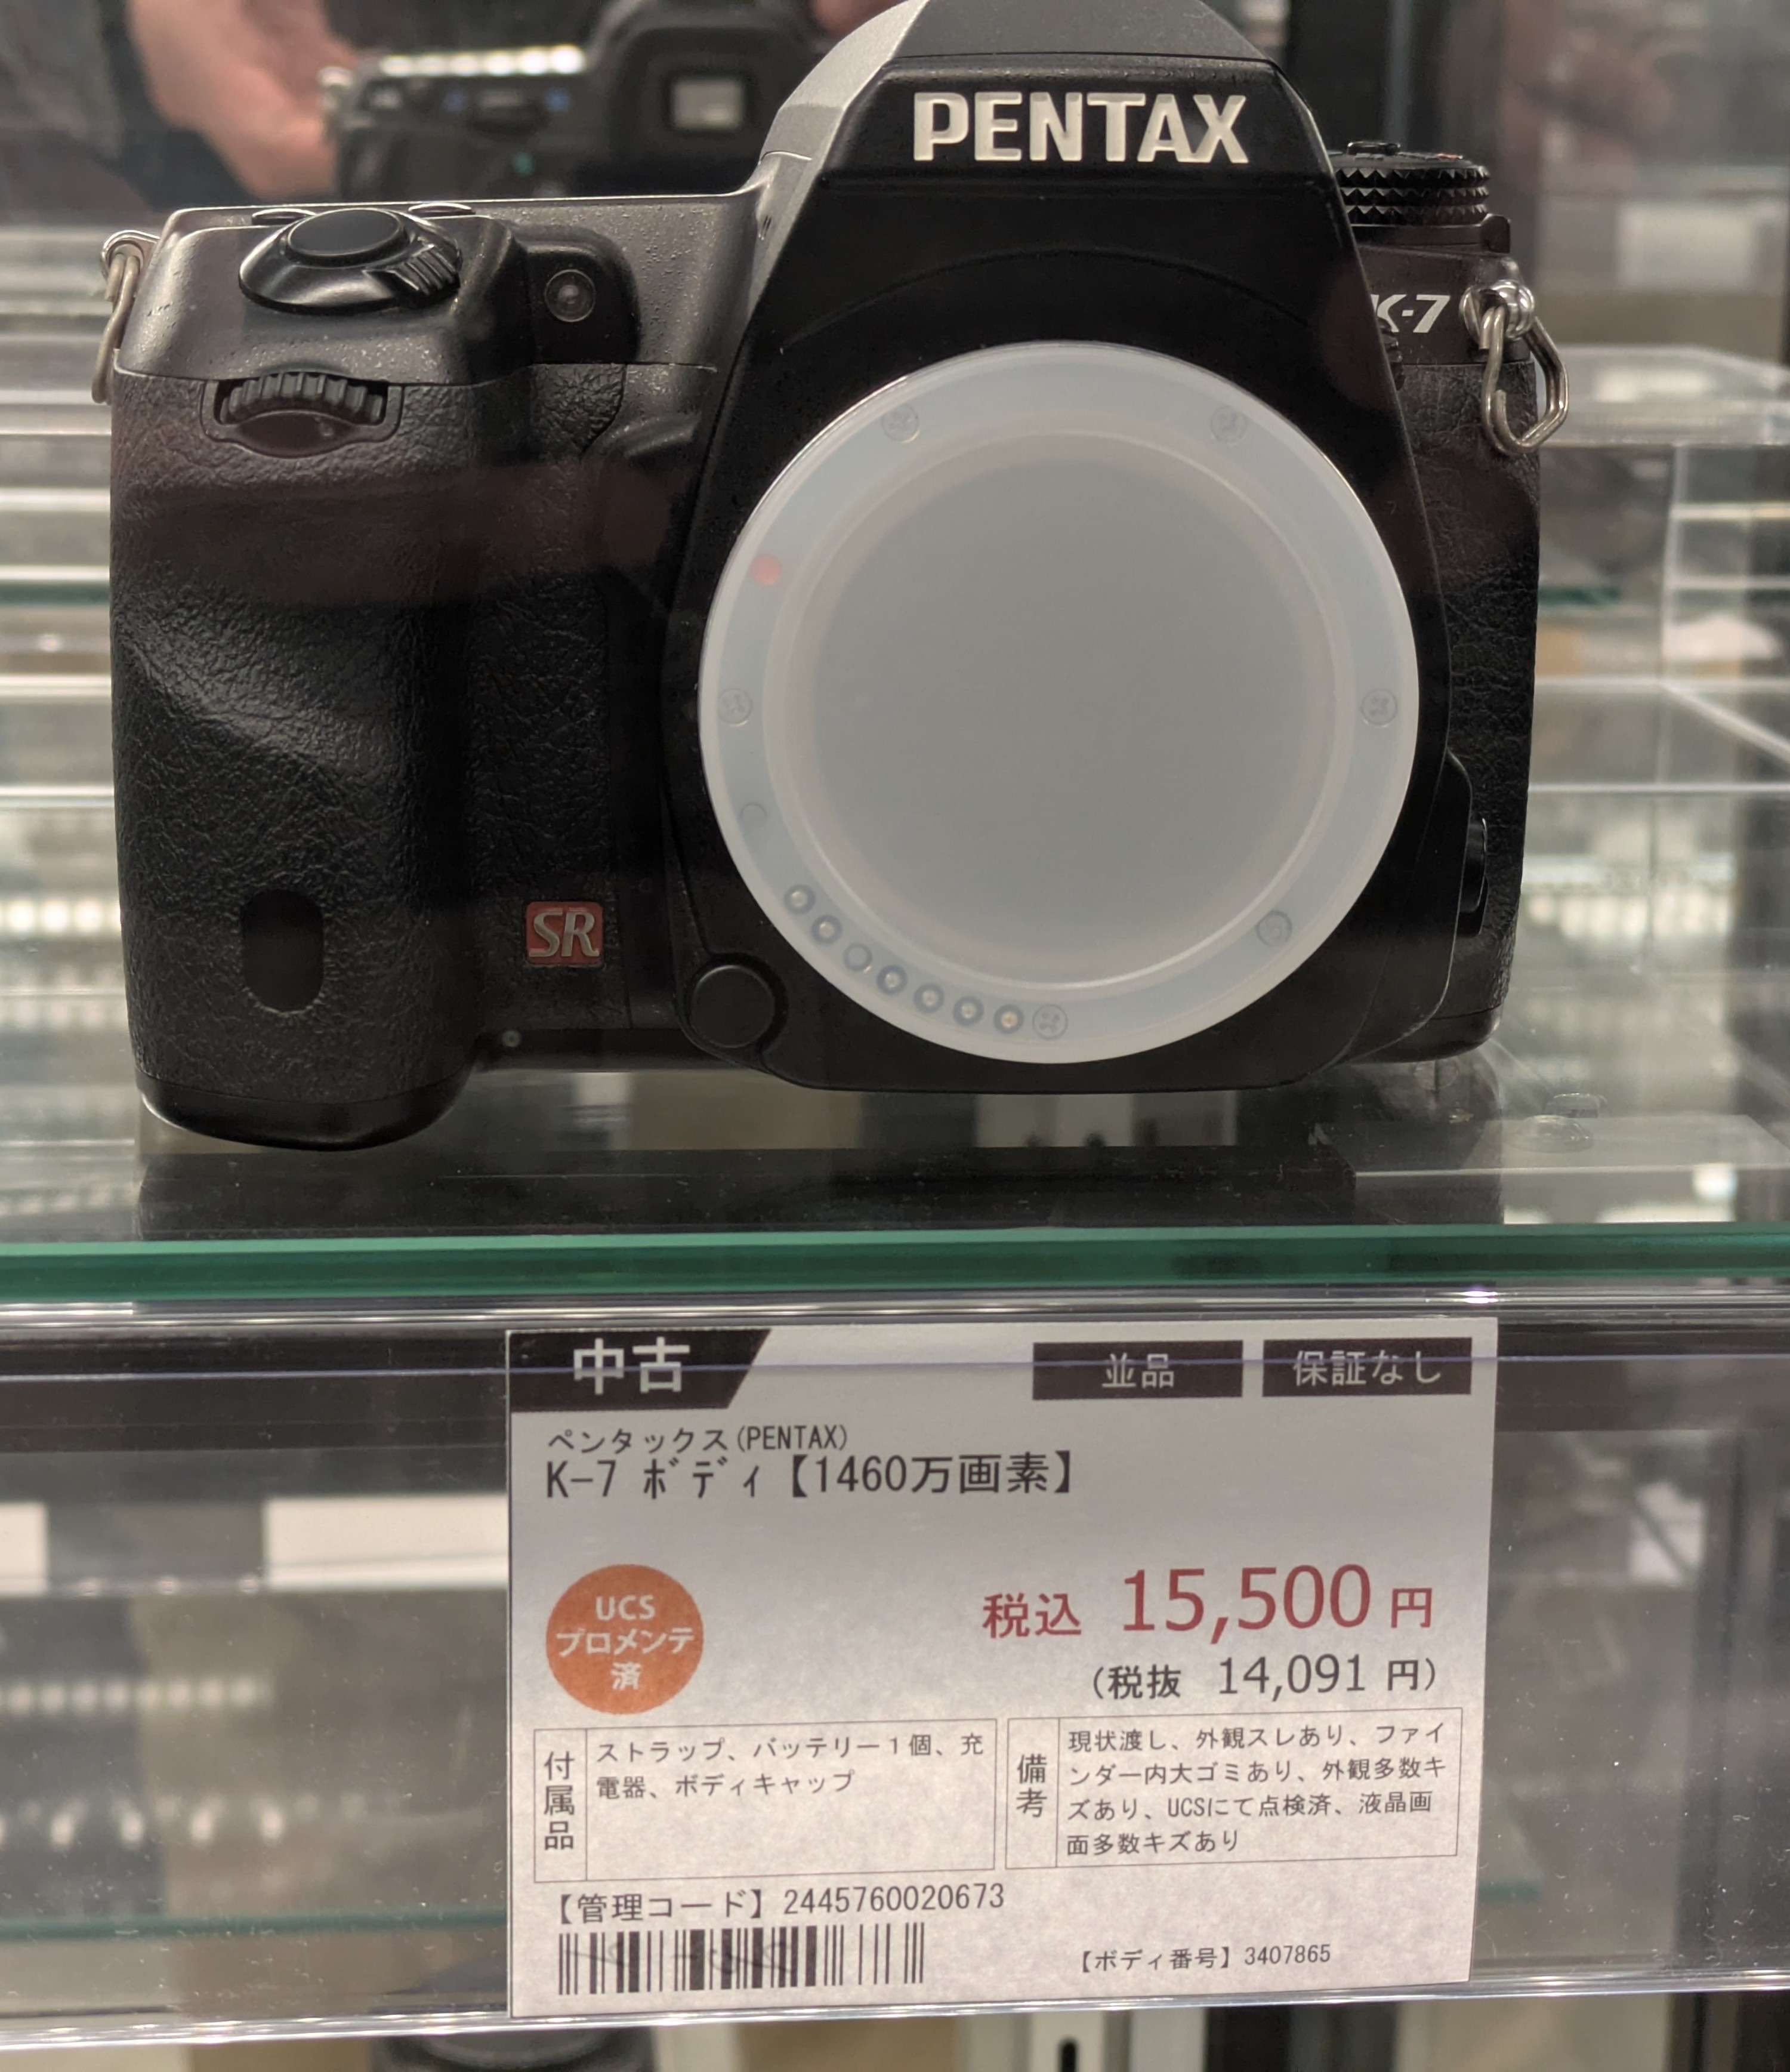 PENTAX
K-7
SR
中古
並品
保証なし
ペンタックス(PENTAX)
K-7 ボディ【1460万画素】
UCS
プロメンテ
済
税込 15,500 円
(税抜 14,091 円)
付属品
ストラップ、バッテリー1個、充
電器、ボディキャップ
備考
現状渡し、外観スレあり、ファイ
ンダー内大ゴミあり、外観多数キ
ズあり、UCSにて点検済、液晶画
面多数キズあり
【管理コード】2445760020673
【ボディ番号】3407865